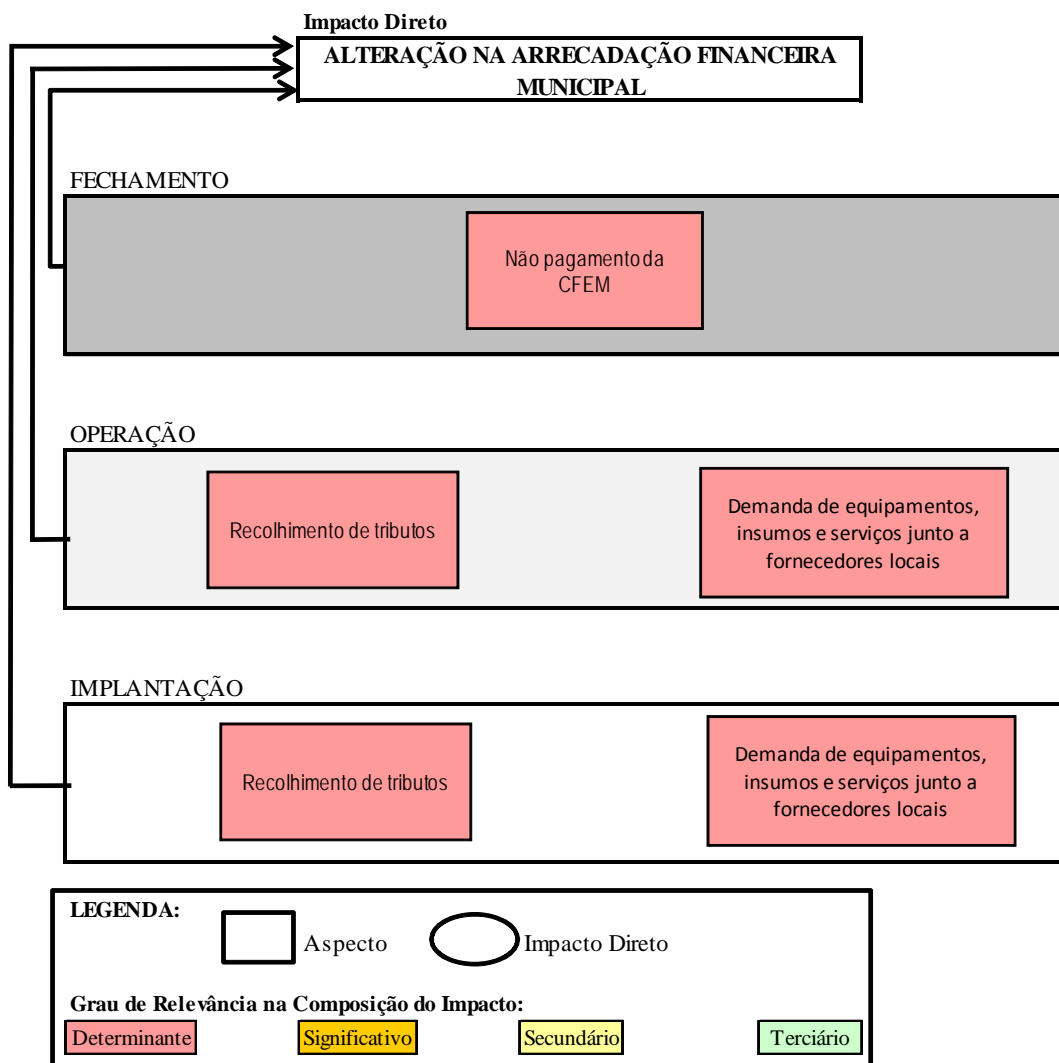 Impacto Direto
ALTERAÇÃO NA ARRECADAÇÃO FINANCEIRA
MUNICIPAL
FECHAMENTO
Não pagamento da
CFEM
OPERAÇÃO
Recolhimento de tributos
Demanda de equipamentos,
insumos e serviços junto a
fornecedores locais
IMPLANTAÇÃO
Recolhimento de tributos
Demanda de equipamentos,
insumos e serviços junto a
fornecedores locais
LEGENDA:
Aspecto
Impacto Direto
Grau de Relevância na Composição do Impacto:
Determinante
Significativo
Secundário
Terciário